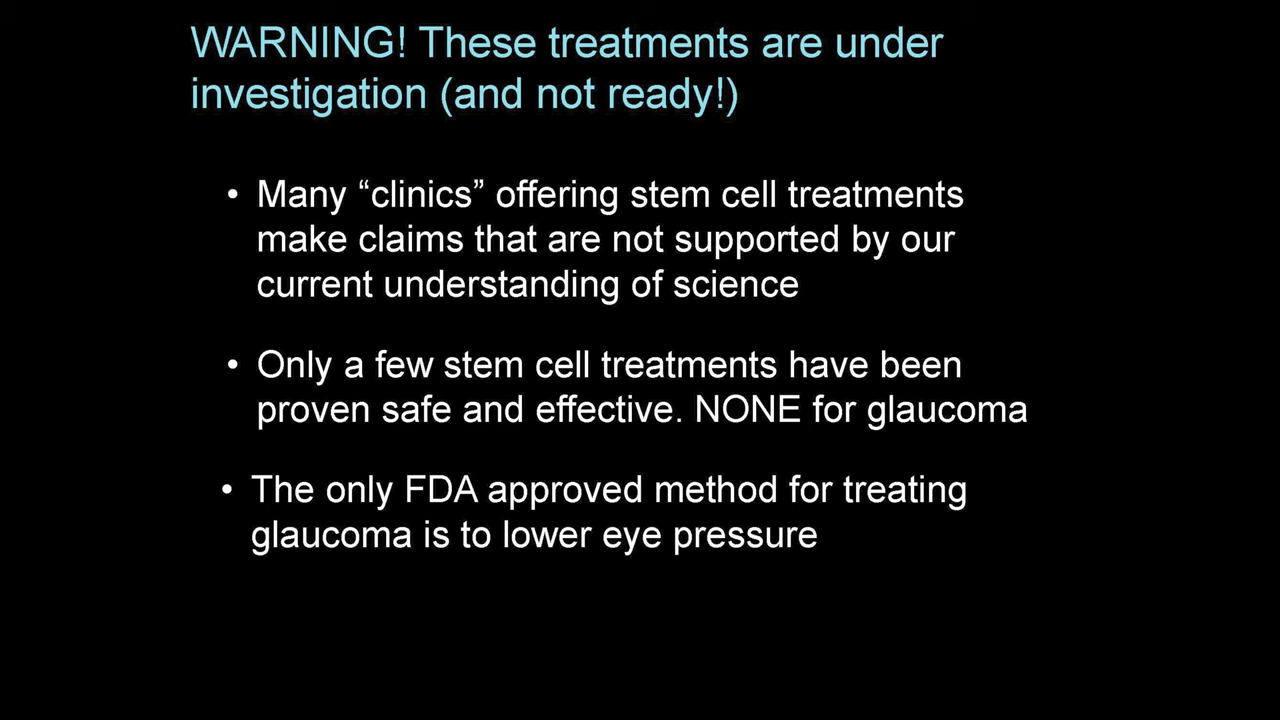 WARNING! These treatments are under
investigation (and not ready!)
• Many “clinics” offering stem cell treatments
make claims that are not supported by our
current understanding of science
• Only a few stem cell treatments have been
proven safe and effective. NONE for glaucoma
• The only FDA approved method for treating
glaucoma is to lower eye pressure